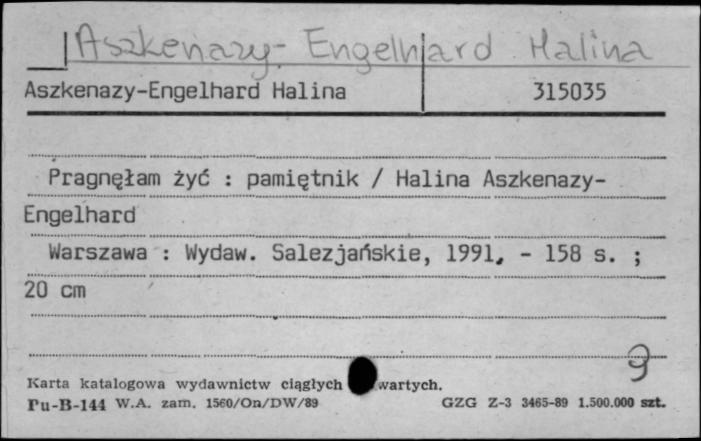 Aszkenazy-Engelhard Halina
Aszkenazy-Engelhard Halina 315035
Pragnęłam żyć : pamiętnik / Halina Aszkenazy-
Engelhard
Warszawa : Wydaw. Salezjańskie, 1991, - 158 s. ;
20 cm
9
Karta katalogowa wydawnictw ciągłych wartych.
Pu-B-144 W.A. zam. 1560/On/DW/89 GZG Z-3 3465-89 1.500.000 szt.